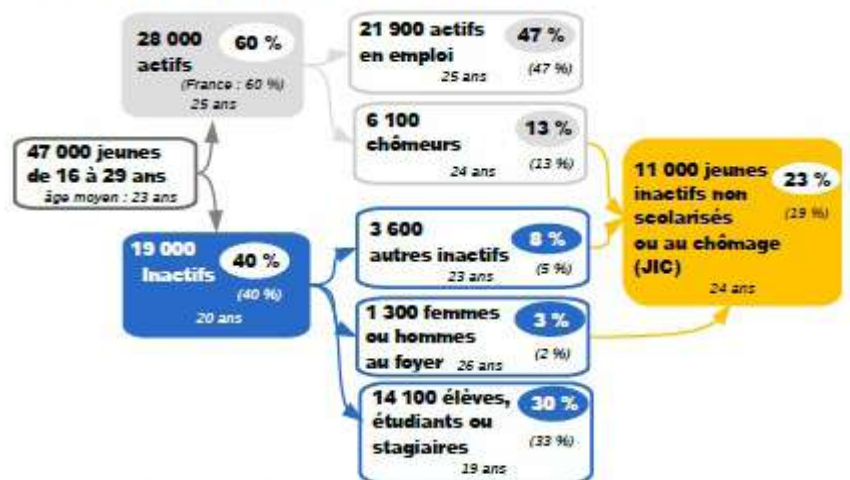 47 000 jeunes
de 16 à 29 ans
âge moyen : 23 ans
28 000
actifs
60 %
(France : 60 %)
25 ans
21 900 actifs
en emploi
47 %
25 ans
(47 %)
6 100
chômeurs
13 %
24 ans
(13 %)
19 000
Inactifs
40 %
(40 %)
20 ans
3 600
autres inactifs
8 %
23 ans
(5 %)
1 300 femmes
ou hommes
au foyer
3 %
26 ans
(2 %)
14 100 élèves,
étudiants ou
stagiaires
30 %
(33 %)
19 ans
11 000 jeunes
inactifs non
scolarisés
ou au chômage
(JIC)
23 %
(19 %)
24 ans